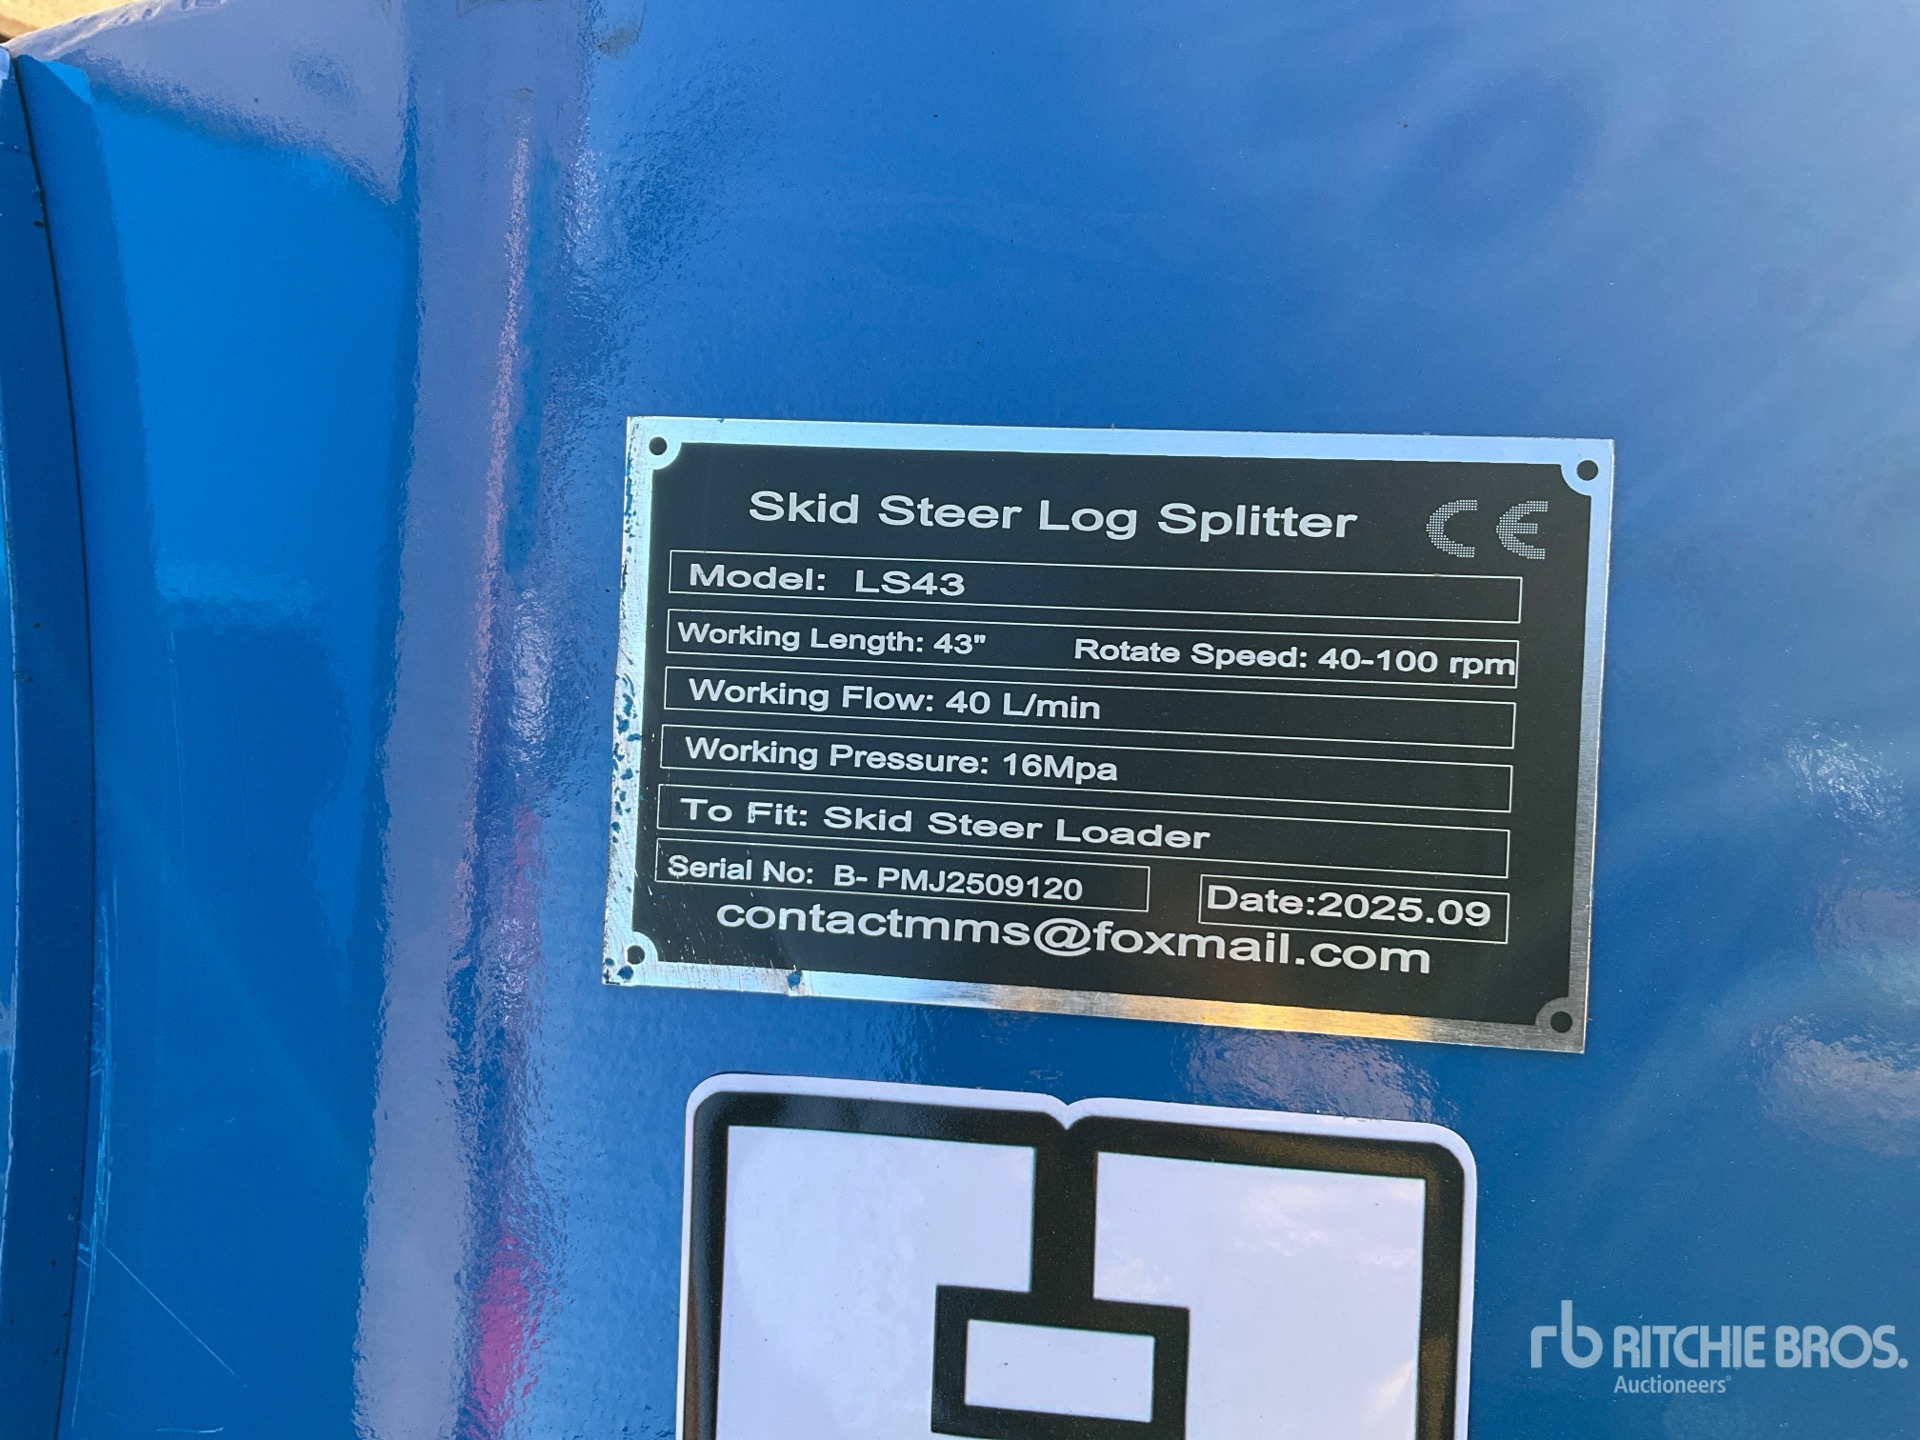 Skid Steer Log Splitter CE
Model: LS43
Working Length: 43" Rotate Speed: 40-100 rpm
Working Flow: 40 L/min
Working Pressure: 16Mpa
To Fit: Skid Steer Loader
Serial No: B- PMJ2509120 Date:2025.09
contactmms@foxmail.com
rb RITCHIE BROS.
Auctioneers